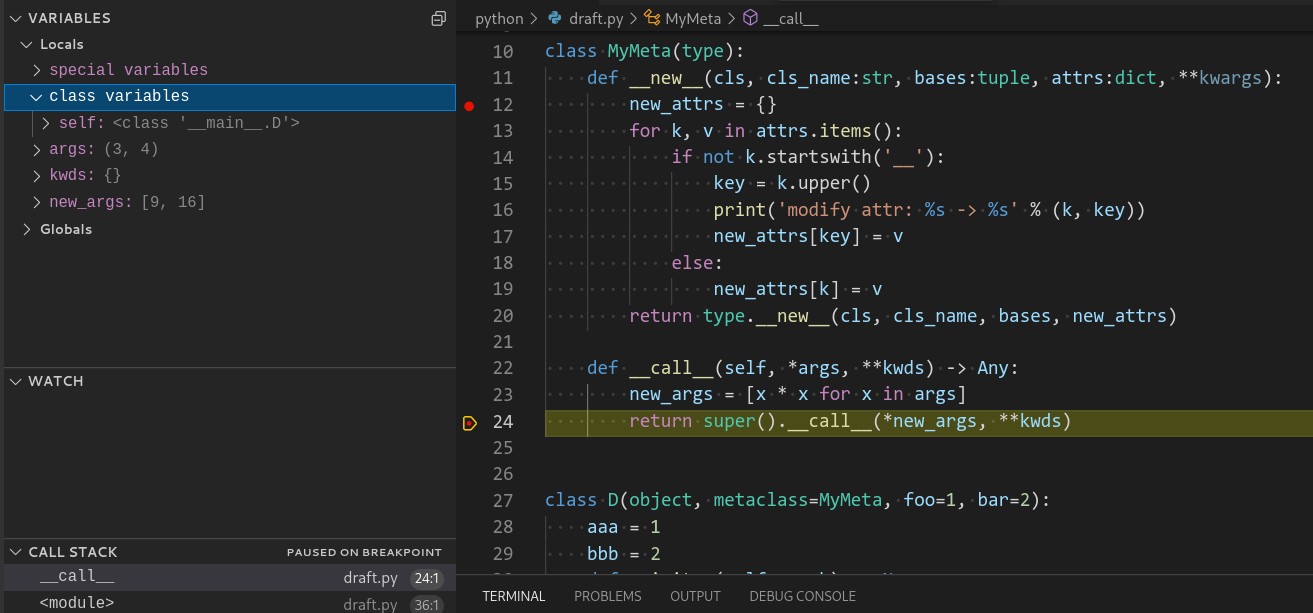 VARIABLES
Locals
special variables
class variables
self: <class '__main__.D'>
args: (3, 4)
kwds: {}
new_args: [9, 16]
Globals
WATCH
CALL STACK PAUSED ON BREAKPOINT
__call__ draft.py 24:1
<module> draft.py 36:1
python > draft.py > MyMeta > __call__
10 class MyMeta(type):
11 def __new__(cls, cls_name:str, bases:tuple, attrs:dict, **kwargs):
12 new_attrs = {}
13 for k, v in attrs.items():
14 if not k.startswith('__'):
15 key = k.upper()
16 print('modify attr: %s -> %s' % (k, key))
17 new_attrs[key] = v
18 else:
19 new_attrs[k] = v
20 return type.__new__(cls, cls_name, bases, new_attrs)
21
22 def __call__(self, *args, **kwds) -> Any:
23 new_args = [x * x for x in args]
24 return super().__call__(*new_args, **kwds)
25
26
27 class D(object, metaclass=MyMeta, foo=1, bar=2):
28 aaa = 1
29 bbb = 2
TERMINAL PROBLEMS OUTPUT DEBUG CONSOLE